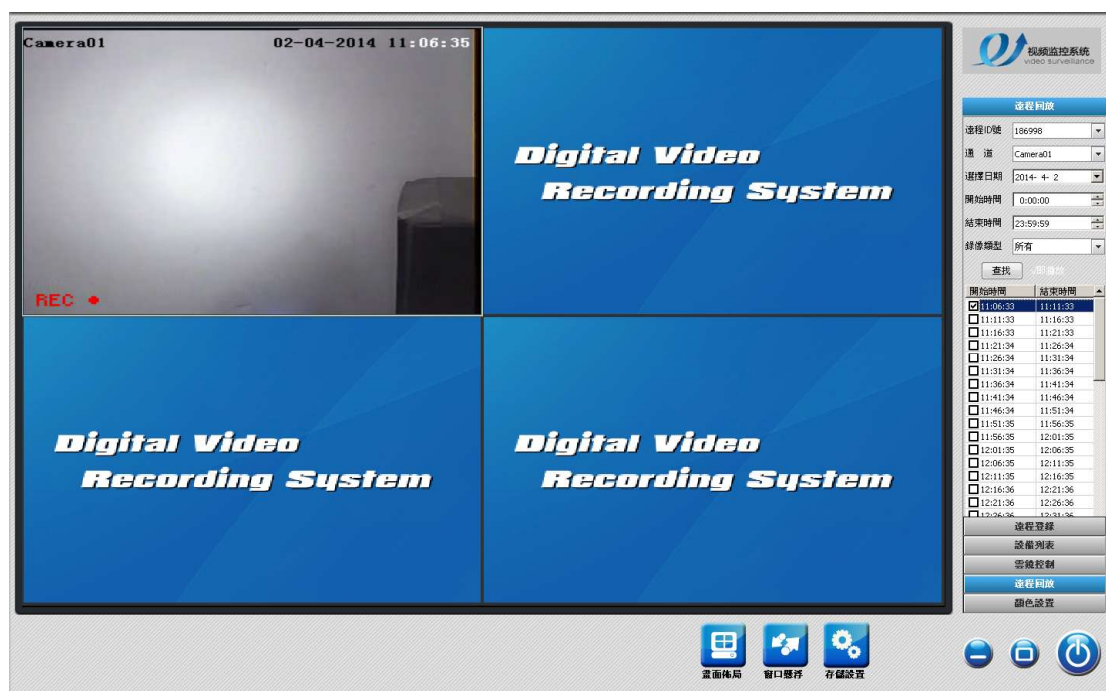 Camera01 02-04-2014 11:06:35
REC
Digital Video
Recording System
Digital Video
Recording System
Digital Video
Recording System
视频监控系统
video surveillance
遠程回放
遠程ID號 186998
通 道 Camera01
選擇日期 2014- 4- 2
開始時間 0:00:00
結束時間 23:59:59
錄像類型 所有
查找
開始時間 結束時間
11:06:33 11:11:33
11:11:33 11:16:33
11:16:33 11:21:33
11:21:34 11:26:34
11:26:34 11:31:34
11:31:34 11:36:34
11:36:34 11:41:34
11:41:34 11:46:34
11:46:34 11:51:34
11:51:35 11:56:35
11:56:35 12:01:35
12:01:35 12:06:35
12:06:35 12:11:35
12:11:35 12:16:35
12:16:36 12:21:36
12:21:36 12:26:36
12:26:36 12:31:36
遠程登錄
設備列表
雲鏡控制
遠程回放
顏色設置
畫面佈局
窗口懸浮
存儲設置